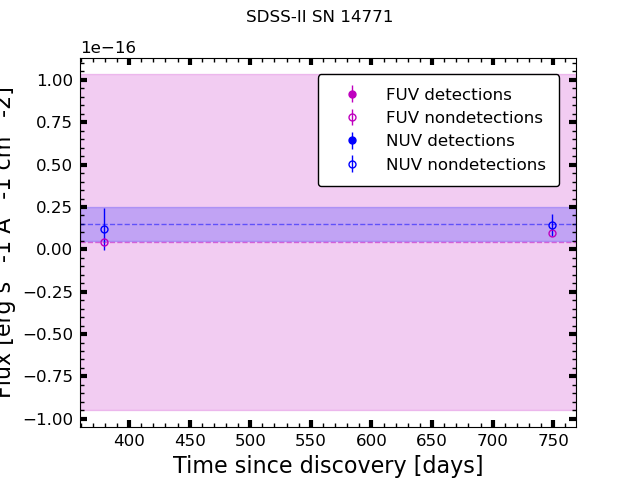 SDSS-II SN 14771
1e−16
1.00
0.75
0.50
0.25
0.00
−0.25
−0.50
−0.75
−1.00
Flux [erg s -1 A -1 cm -2]
FUV detections
FUV nondetections
NUV detections
NUV nondetections
400 450 500 550 600 650 700 750
Time since discovery [days]